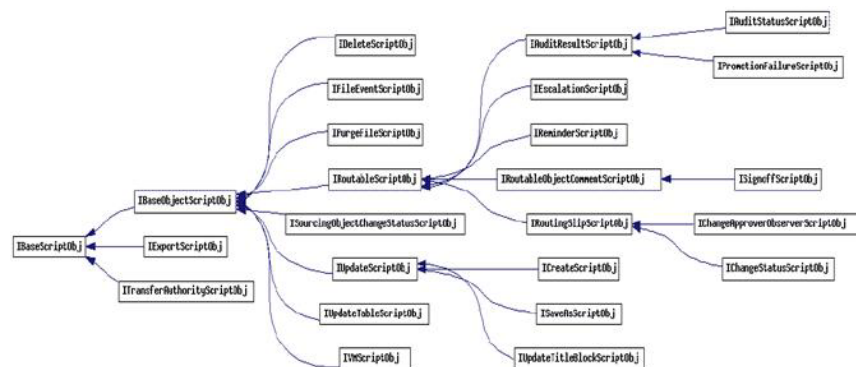 IAuditStatusScriptObj
IDeleteScriptObj
IAuditResultScriptObj
IPromotionFailureScriptObj
IFileEventScriptObj
IEscalationScriptObj
IPurgeFileScriptObj
IReminderScriptObj
IRoutableScriptObj
IRoutableObjectCommentScriptObj
ISignoffScriptObj
IBaseObjectScriptObj
ISourcingObjectChangeStatusScriptObj
IRoutingSlipScriptObj
IChangeApproverObserverScriptObj
IBaseScriptObj
IExportScriptObj
IUpdateScriptObj
ICreateScriptObj
IChangeStatusScriptObj
ITransferAuthorityScriptObj
IUpdateTableScriptObj
ISaveAsScriptObj
IVMScriptObj
IUpdateTitleBlockScriptObj